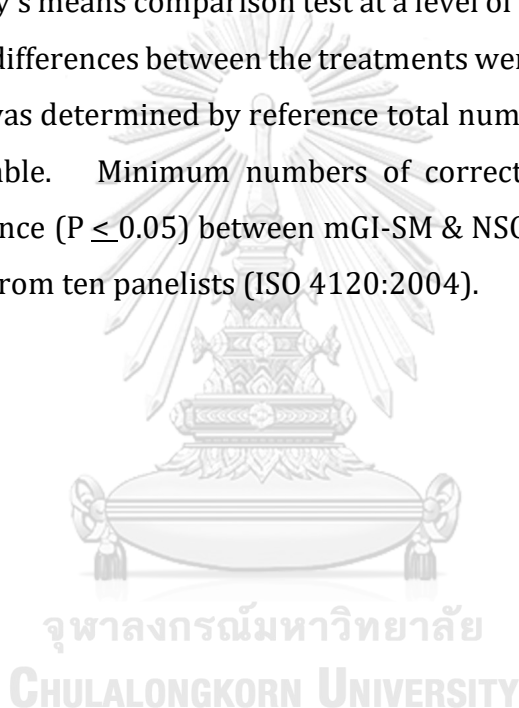 y's means comparison test at a level of
differences between the treatments wer
was determined by reference total num
able. Minimum numbers of correct
nce (P < 0.05) between mGI-SM & NSC
rom ten panelists (ISO 4120:2004).
จุฬาลงกรณ์มหาวิทยาลัย
CHULALONGKORN UNIVERSITY